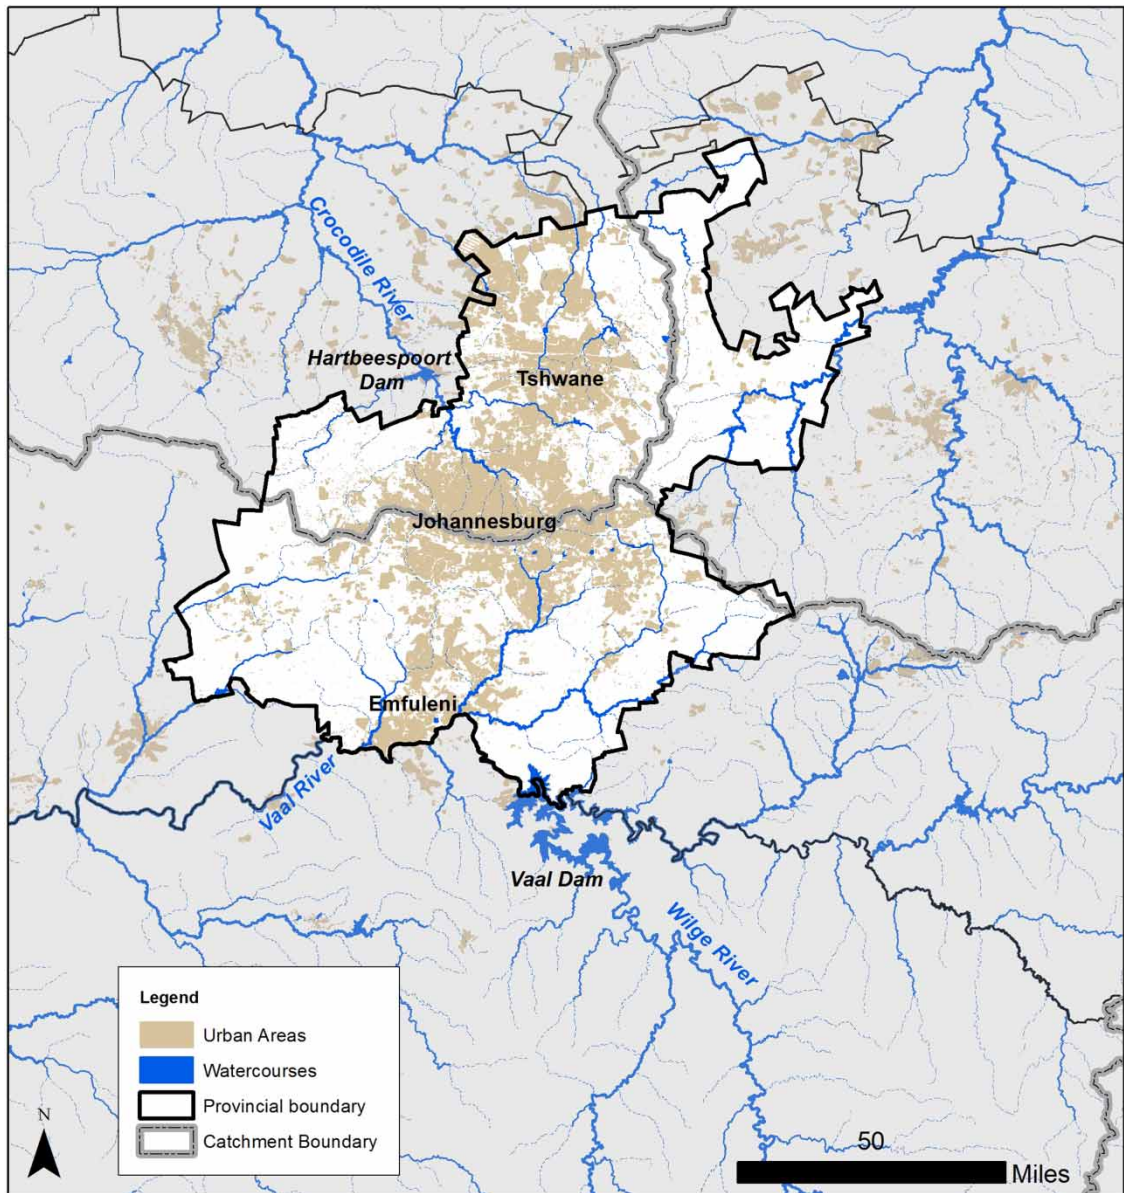 Crocodile River
Hartbeespoort
Dam
Tshwane
Johannesburg
Emfuleni
Vaal River
Vaal Dam
Wilge River
Legend
Urban Areas
Watercourses
Provincial boundary
Catchment Boundary
N
50
Miles